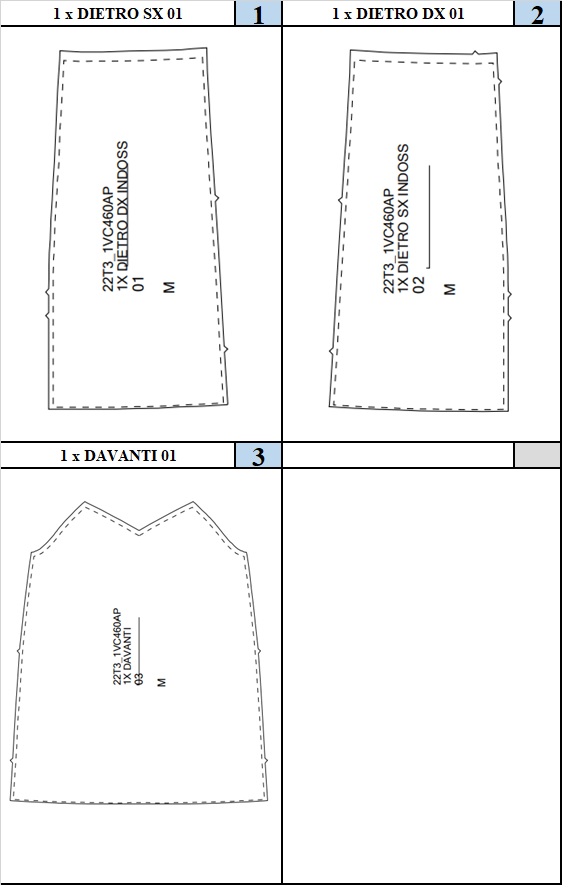 1 x DIETRO SX 01
1
1 x DIETRO DX 01
2
22T3_1VC460AP
1X DIETRO DX INDOSS
01
M
22T3_1VC460AP
1X DIETRO SX INDOSS
02
M
1 x DAVANTI 01
3
22T3_1VC460AP
1X DAVANTI
03
M